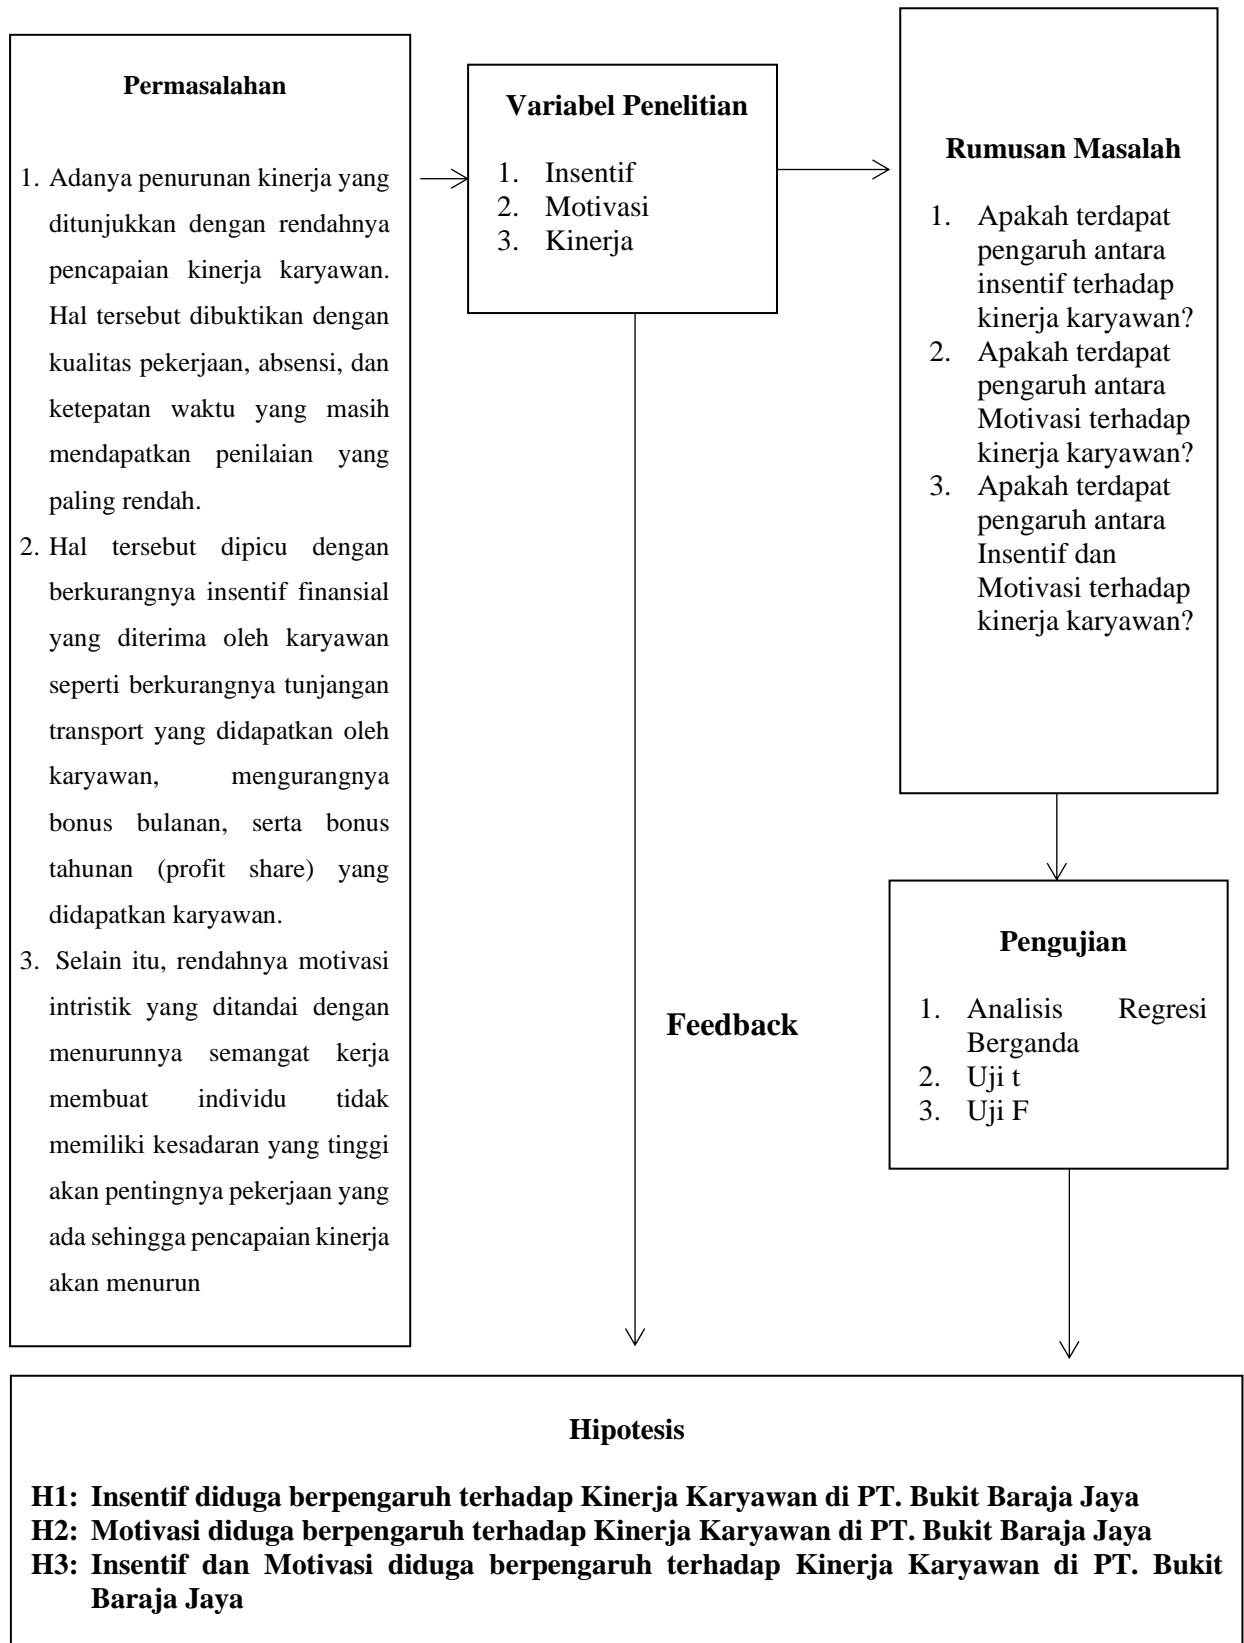 Permasalahan
1. Adanya penurunan kinerja yang
ditunjukkan dengan rendahnya
pencapaian kinerja karyawan.
Hal tersebut dibuktikan dengan
kualitas pekerjaan, absensi, dan
ketepatan waktu yang masih
mendapatkan penilaian yang
paling rendah.
2. Hal tersebut dipicu dengan
berkurangnya insentif finansial
yang diterima oleh karyawan
seperti berkurangnya tunjangan
transport yang didapatkan oleh
karyawan, mengurangnya
bonus bulanan, serta bonus
tahunan (profit share) yang
didapatkan karyawan.
3. Selain itu, rendahnya motivasi
intristik yang ditandai dengan
menurunnya semangat kerja
membuat individu tidak
memiliki kesadaran yang tinggi
akan pentingnya pekerjaan yang
ada sehingga pencapaian kinerja
akan menurun
Variabel Penelitian
1. Insentif
2. Motivasi
3. Kinerja
Rumusan Masalah
1. Apakah terdapat
pengaruh antara
insentif terhadap
kinerja karyawan?
2. Apakah terdapat
pengaruh antara
Motivasi terhadap
kinerja karyawan?
3. Apakah terdapat
pengaruh antara
Insentif dan
Motivasi terhadap
kinerja karyawan?
Feedback
Pengujian
1. Analisis Regresi
Berganda
2. Uji t
3. Uji F
Hipotesis
H1: Insentif diduga berpengaruh terhadap Kinerja Karyawan di PT. Bukit Baraja Jaya
H2: Motivasi diduga berpengaruh terhadap Kinerja Karyawan di PT. Bukit Baraja Jaya
H3: Insentif dan Motivasi diduga berpengaruh terhadap Kinerja Karyawan di PT. Bukit
Baraja Jaya